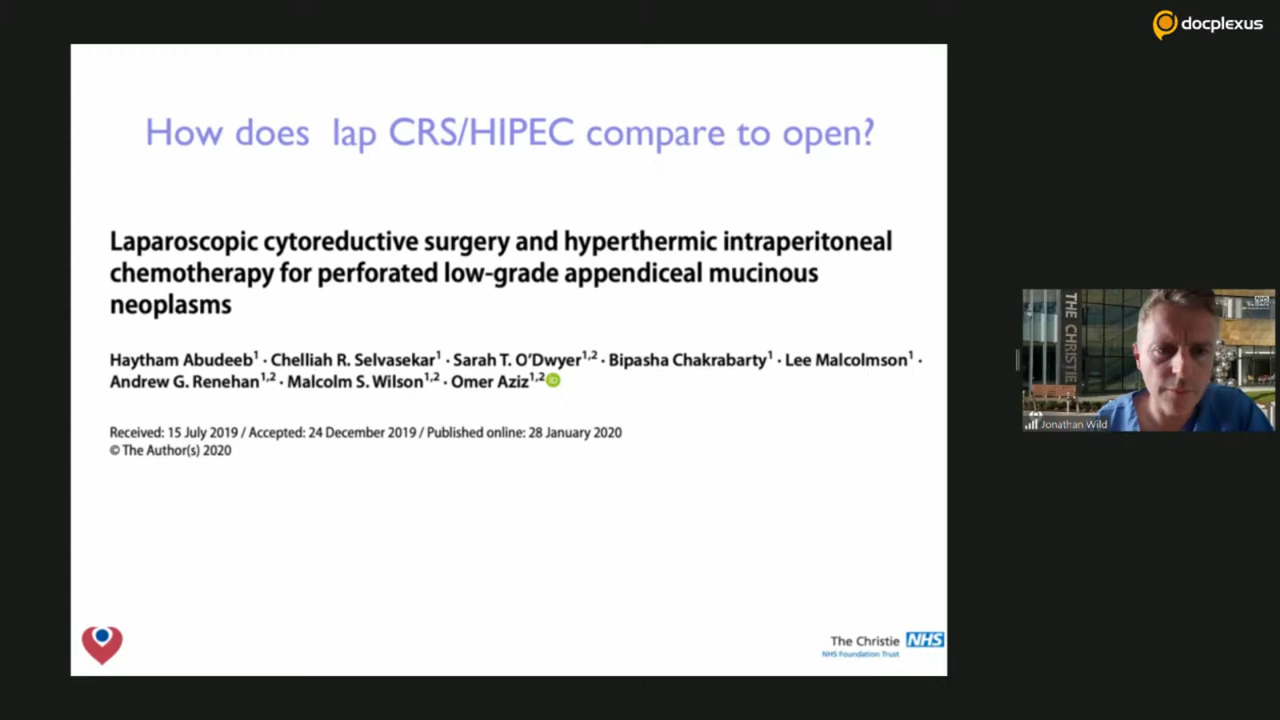 docplexus
How does lap CRS/HIPEC compare to open?
Laparoscopic cytoreductive surgery and hyperthermic intraperitoneal
chemotherapy for perforated low-grade appendiceal mucinous
neoplasms
Haytham Abudeeb1 · Chelliah R. Selvasekar1 · Sarah T. O’Dwyer1,2 · Bipasha Chakrabarty1 · Lee Malcolmson1 ·
Andrew G. Renehan1,2 · Malcolm S. Wilson1,2 · Omer Aziz1,2 iD
Received: 15 July 2019 / Accepted: 24 December 2019 / Published online: 28 January 2020
© The Author(s) 2020
THE CHRISTIE
NHS
Jonathan Wild
The Christie NHS
NHS Foundation Trust